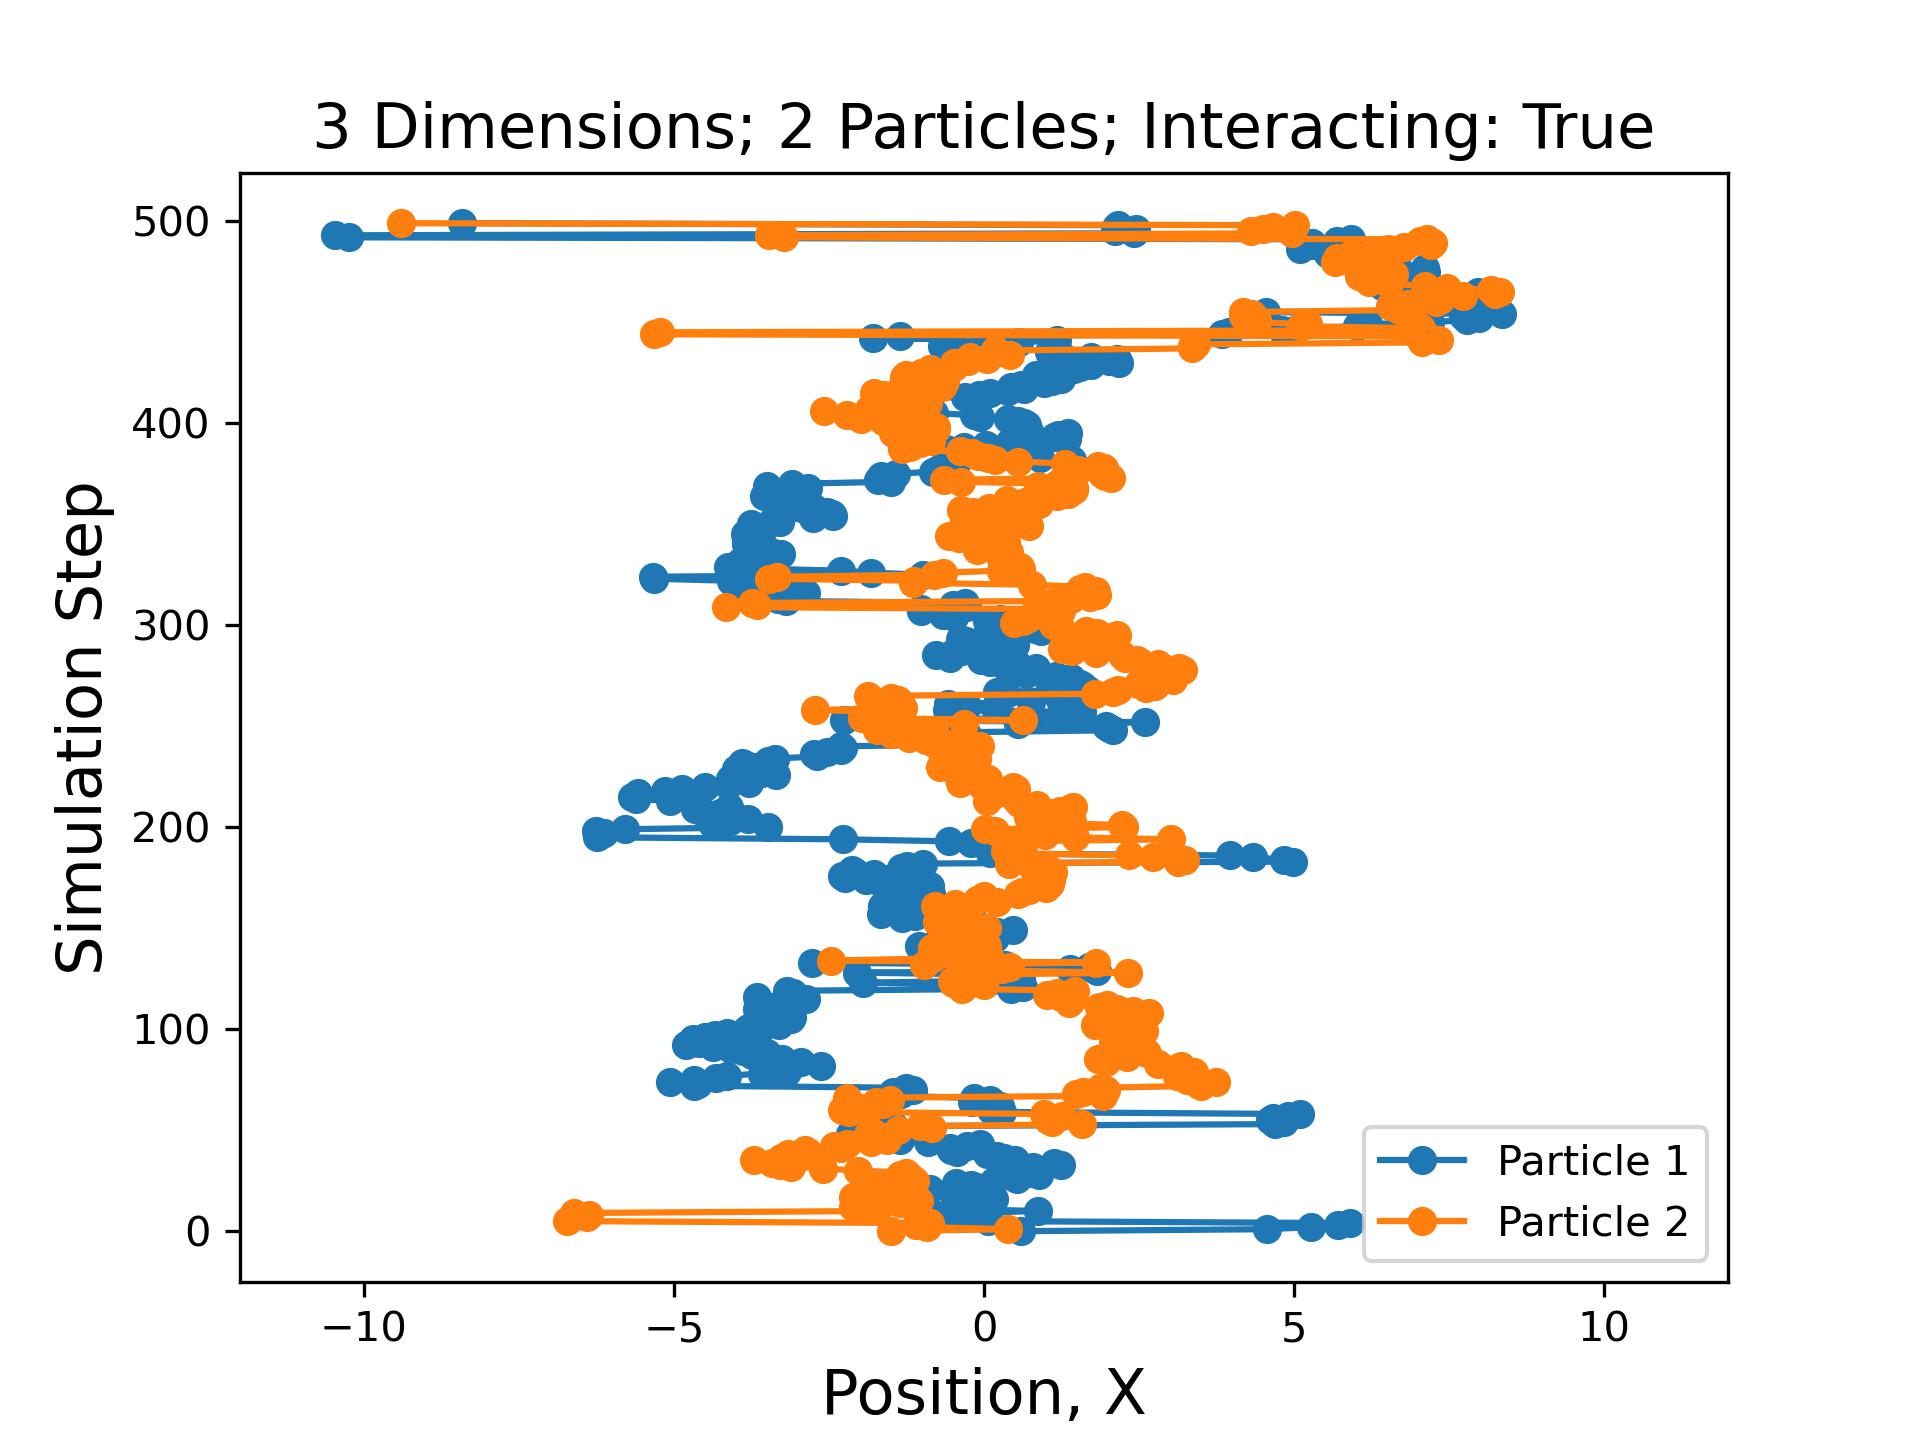 3 Dimensions; 2 Particles; Interacting: True
Simulation Step
500
400
300
200
100
0
−10
−5
0
5
10
Position, X
Particle 1
Particle 2